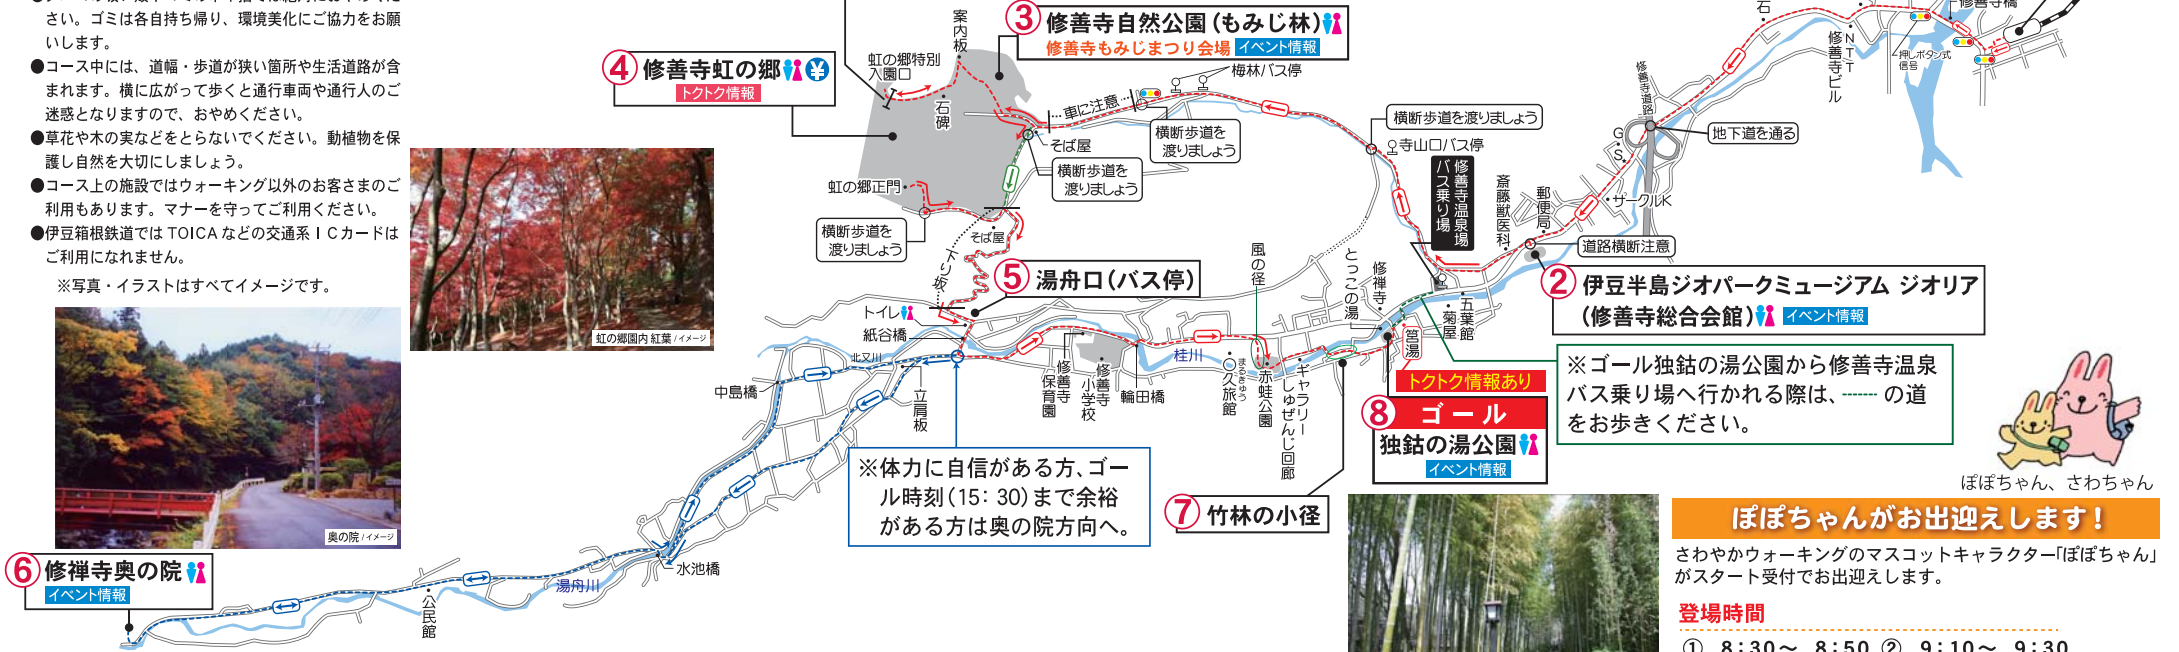 さい。ゴミは各自持ち帰り、環境美化にご協力をお願
いします。
●コース中には、道幅・歩道が狭い箇所や生活道路が含
まれます。横に広がって歩くと通行車両や通行人のご
迷惑となりますので、おやめください。
●草花や木の実などをとらないでください。動植物を保
護し自然を大切にしましょう。
●コース上の施設ではウォーキング以外のお客さまのご
利用もあります。マナーを守ってご利用ください。
●伊豆箱根鉄道では TOICA などの交通系 I Cカードは
ご利用になれません。
※写真・イラストはすべてイメージです。
奥の院 / イメージ
虹の郷園内 紅葉 / イメージ
④ 修善寺虹の郷 ¥
トクトク情報
③ 修善寺自然公園(もみじ林)
修善寺もみじまつり会場 イベント情報
案内板
虹の郷特別
入園口
石碑
虹の郷正門
横断歩道を
渡りましょう
そば屋
下り坂
そば屋
横断歩道を
渡りましょう
…車に注意…
横断歩道を
渡りましょう
梅林バス停
横断歩道を渡りましょう
寺山口バス停
修善寺温泉場
バス乗り場
斎藤獣医科
郵便局
サークルK
GS
修善寺道路
地下道を通る
道路横断注意
石
NTT
修善寺ビル
押しボタン式
信号
修善寺橋
② 伊豆半島ジオパークミュージアム ジオリア
(修善寺総合会館) イベント情報
⑤ 湯舟口(バス停)
トイレ
紙谷橋
北又川
中島橋
立肩板
修善寺
保育園
修善寺
小学校
輪田橋
桂川
まるきゅう
〇久旅館
風の径
赤蛙公園
ギャラリー
しゅぜんじ回廊
とっこの湯
修禅寺
筥湯
菊屋
五葉館
トクトク情報あり
⑧ ゴール
独鈷の湯公園
イベント情報
※ゴール独鈷の湯公園から修善寺温泉
バス乗り場へ行かれる際は、------ の道
をお歩きください。
※体力に自信がある方、ゴー
ル時刻(15:30)まで余裕
がある方は奥の院方向へ。
⑦ 竹林の小径
⑥ 修禅寺奥の院
イベント情報
公民館
湯舟川
水池橋
ぽぽちゃん、さわちゃん
ぽぽちゃんがお出迎えします!
さわやかウォーキングのマスコットキャラクター「ぽぽちゃん」
がスタート受付でお出迎えします。
登場時間
① 8:30〜 8:50 ② 9:10〜 9:30